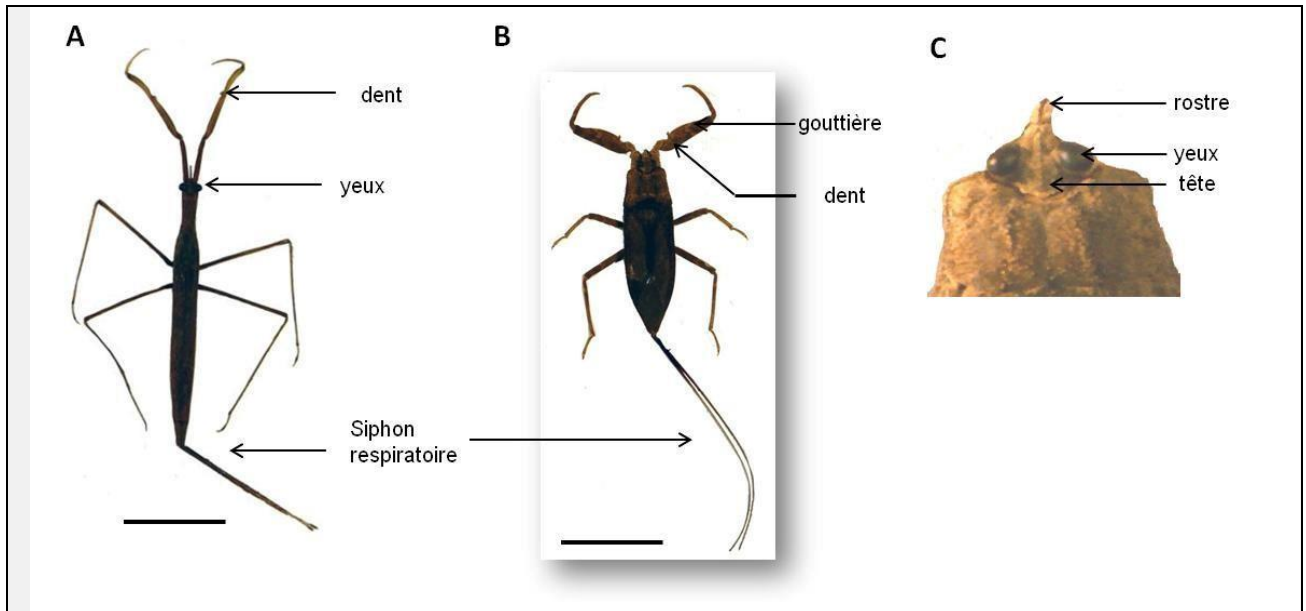 A
dent
yeux
Siphon
respiratoire
B
gouttière
dent
C
rostre
yeux
tête